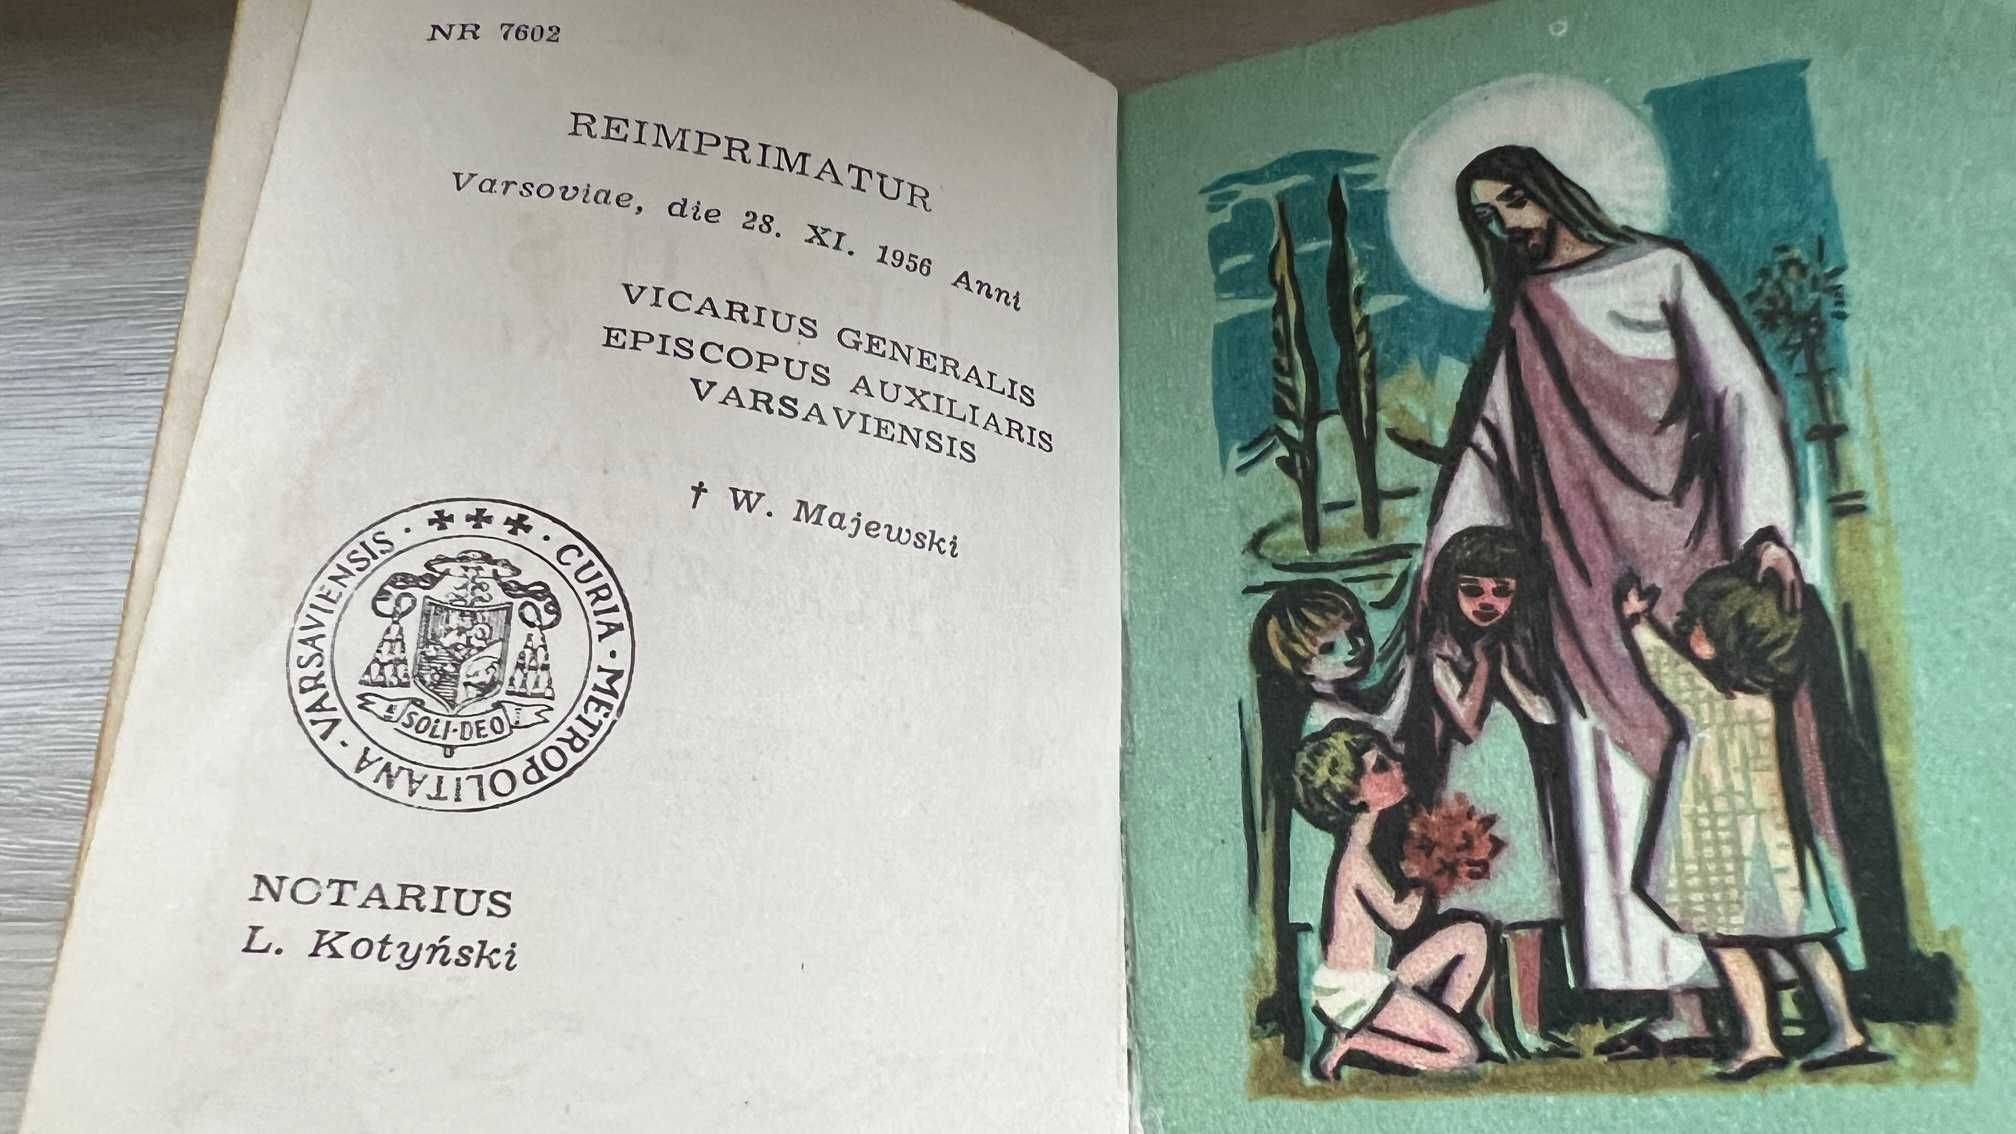 NR 7602
REIMPRIMATUR
Varsoviae, die 28. XI. 1956 Anni
VICARIUS GENERALIS
EPISCOPUS AUXILIARIS
VARSAVIENSIS
† W. Majewski
CURIA · METROPOLITANA · VARSAVIENSIS
SOLI·DEO
NOTARIUS
L. Kotyński